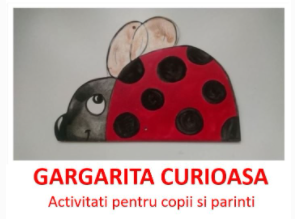 GARGARITA CURIOASA
Activitati pentru copii si parinti